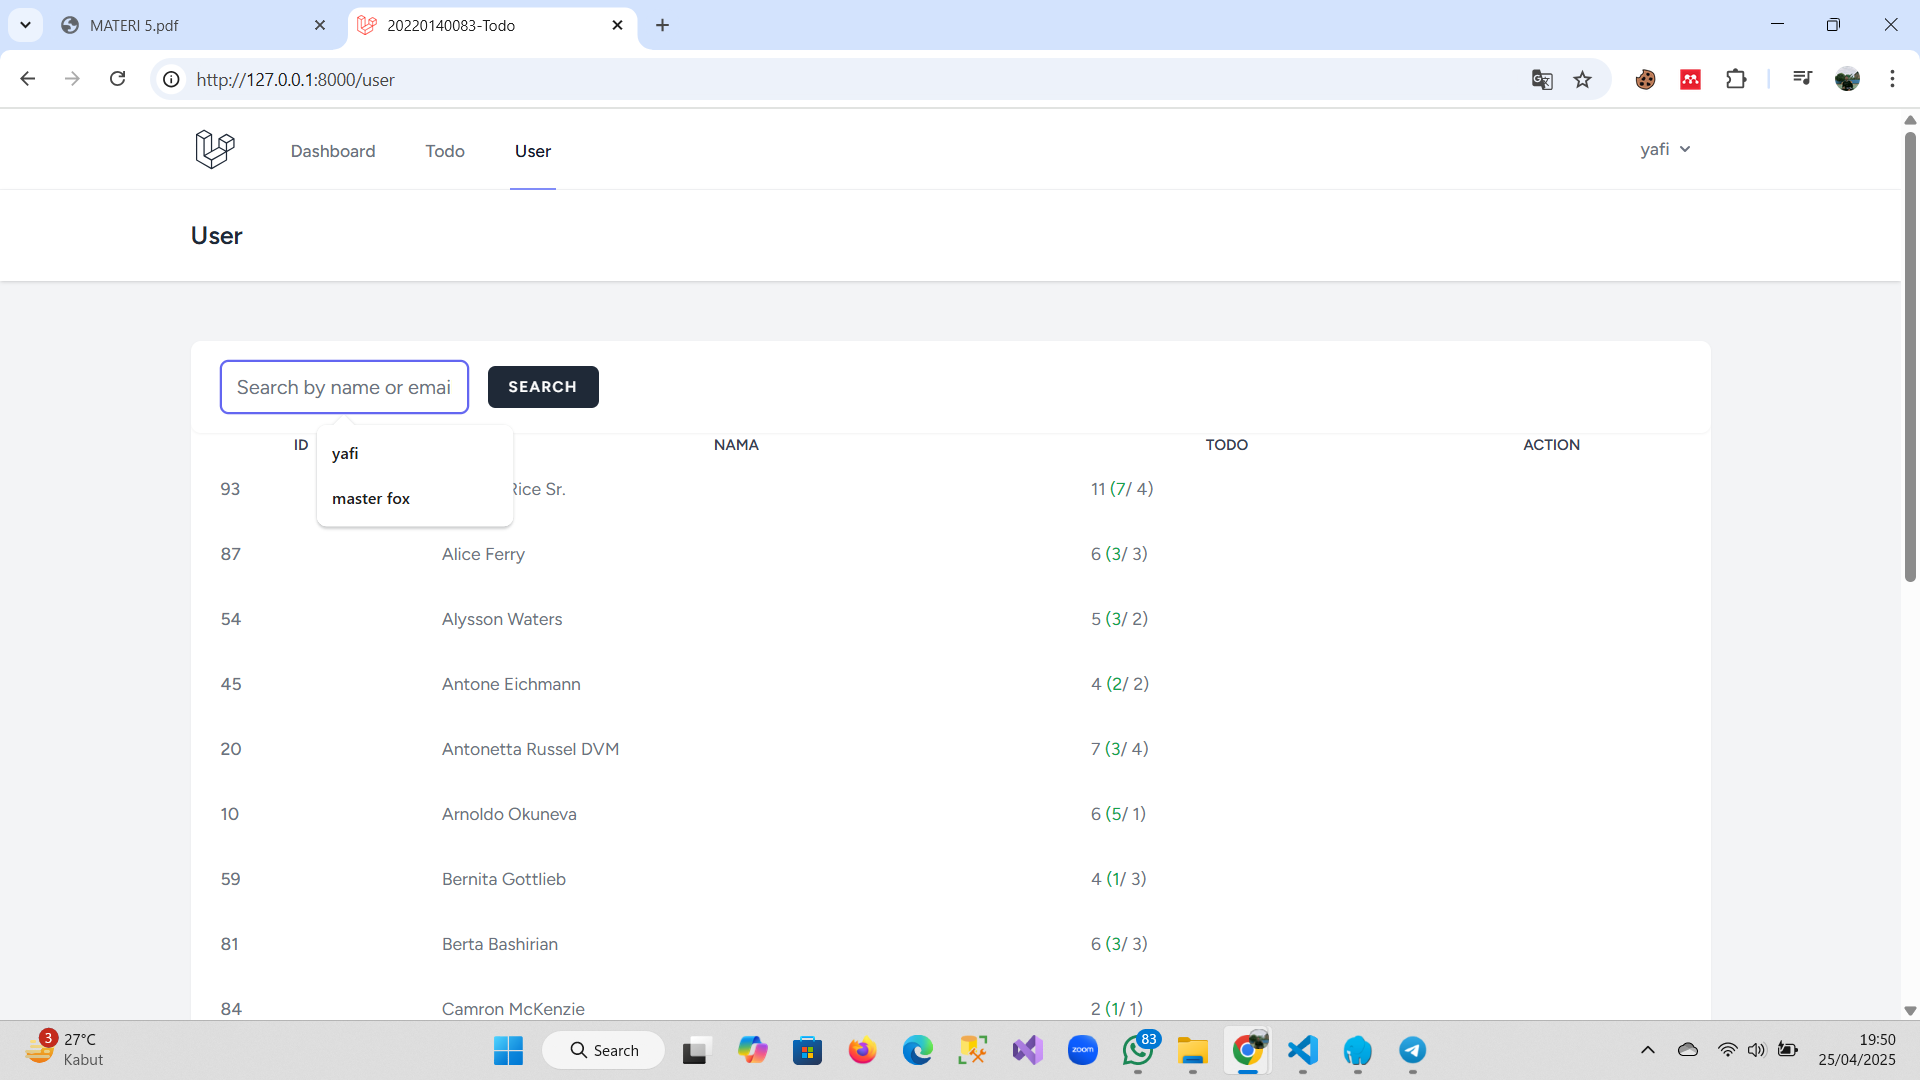 MATERI 5.pdf
20220140083-Todo
http://127.0.0.1:8000/user
Dashboard
Todo
User
yafi
User
Search by name or emai
SEARCH
yafi
master fox
ID
NAMA
TODO
ACTION
93
Rice Sr.
11 (7/ 4)
87
Alice Ferry
6 (3/ 3)
54
Alysson Waters
5 (3/ 2)
45
Antone Eichmann
4 (2/ 2)
20
Antonetta Russel DVM
7 (3/ 4)
10
Arnoldo Okuneva
6 (5/ 1)
59
Bernita Gottlieb
4 (1/ 3)
81
Berta Bashirian
6 (3/ 3)
84
Camron McKenzie
2 (1/ 1)
3
27°C
Kabut
Search
zoom
83
19:50
25/04/2025